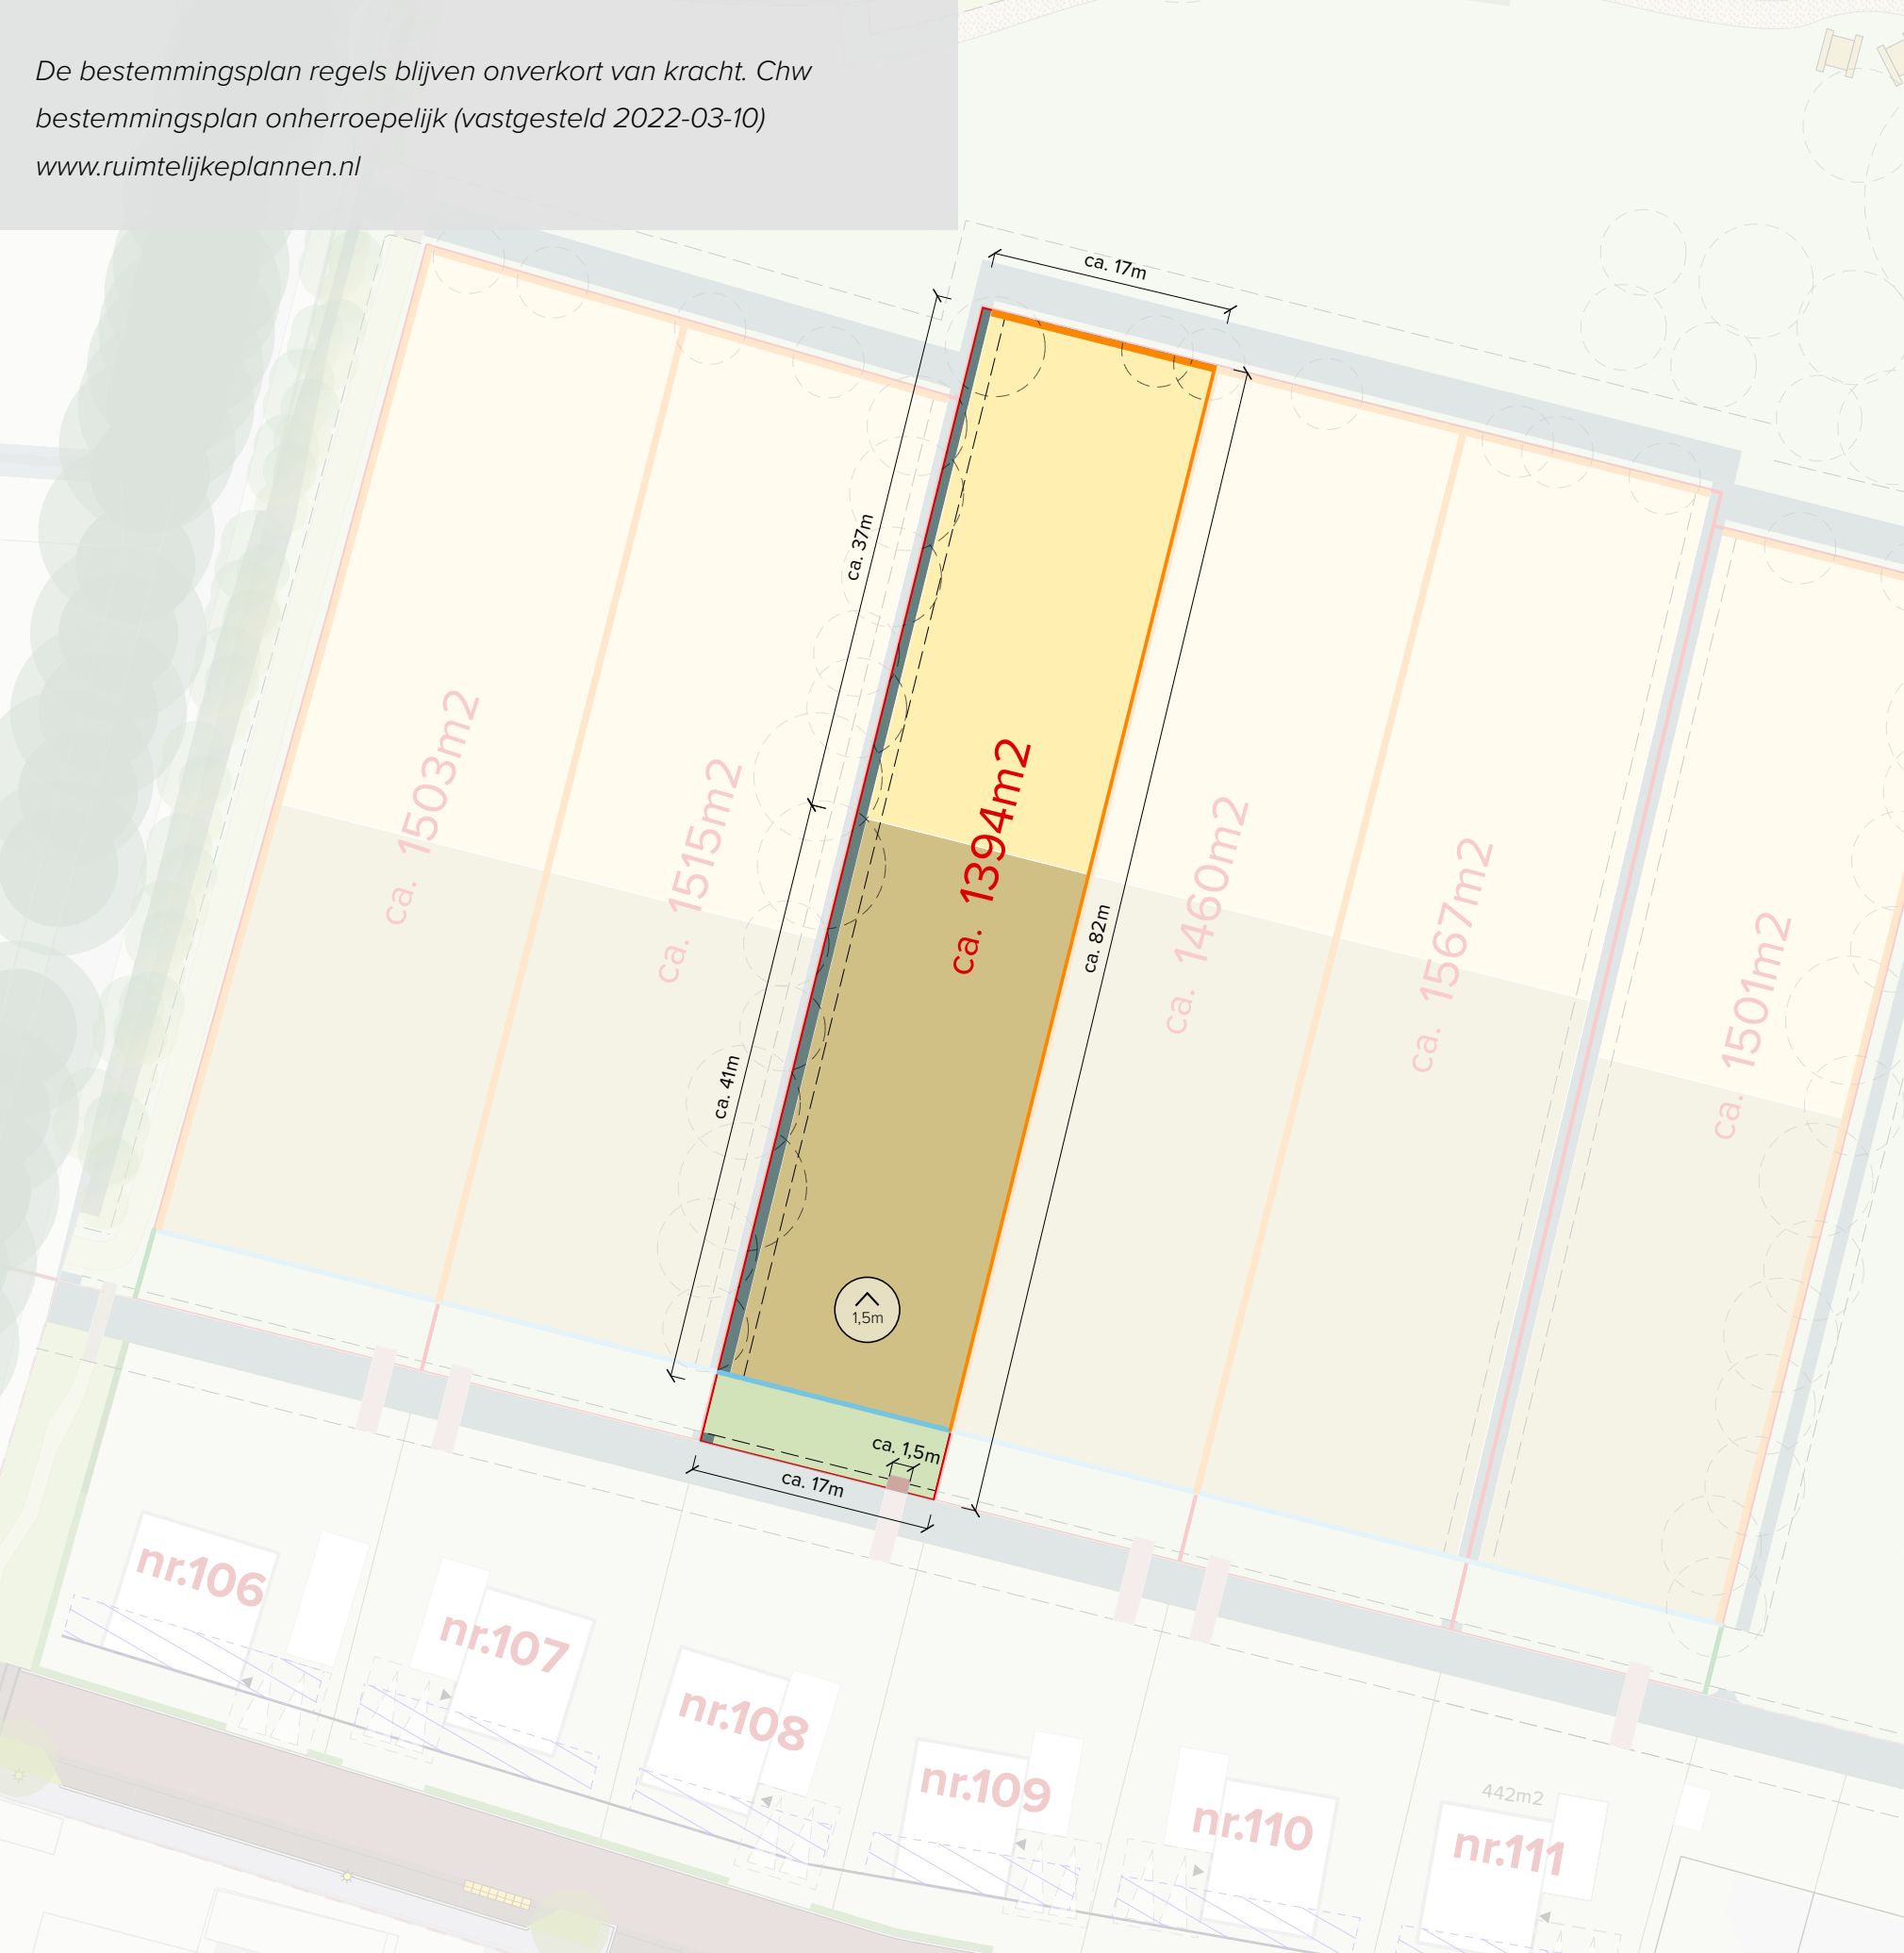 De bestemmingsplan regels blijven onverkort van kracht. Chw
bestemmingsplan onherroepelijk (vastgesteld 2022-03-10)
www.ruimtelijkeplannen.nl
ca. 17m
ca. 37m
ca. 1503m2
ca. 1515m2
ca. 1394m2
ca. 1460m2
ca. 1567m2
ca. 1501m2
ca. 82m
ca. 41m
1,5m
ca. 1,5m
ca. 17m
nr.106
nr.107
nr.108
nr.109
nr.110
nr.111
442m2